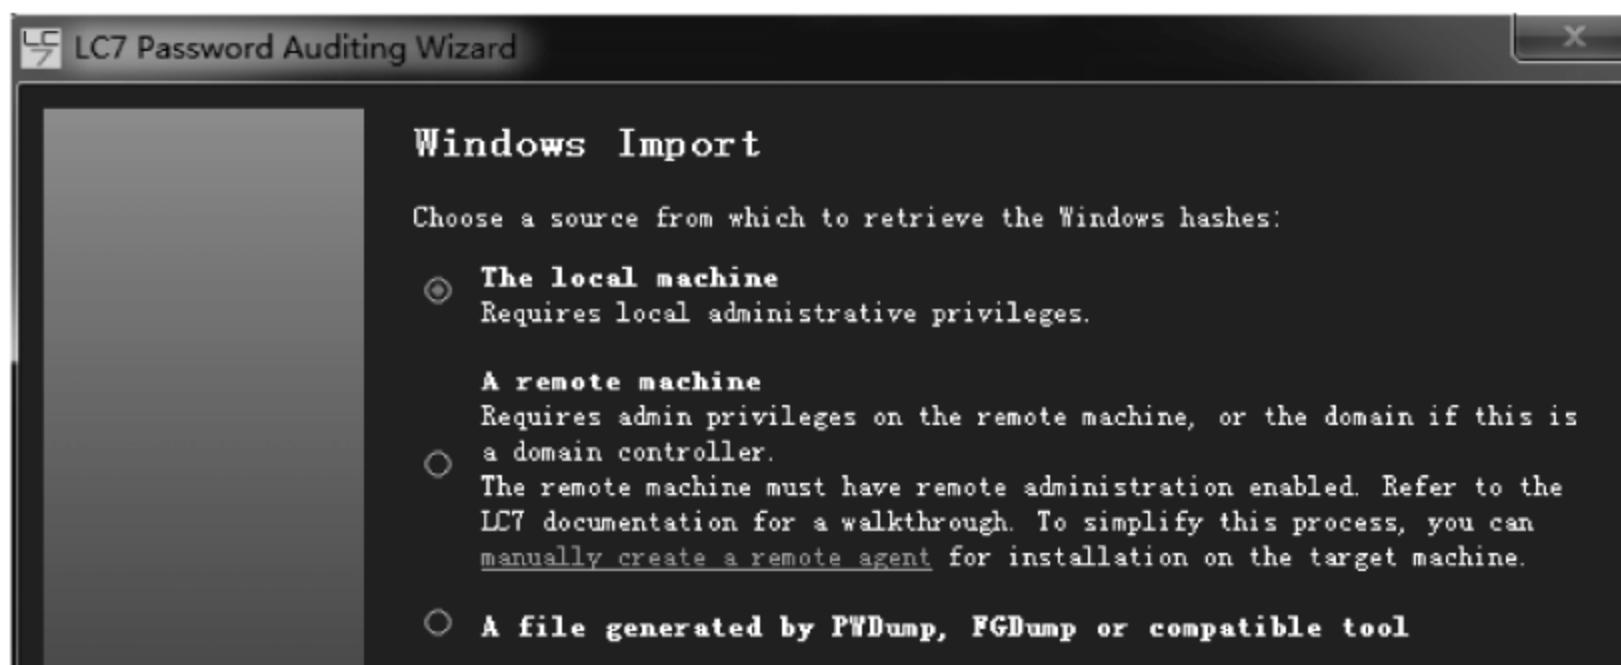 LC7 LC7 Password Auditing Wizard X
Windows Import
Choose a source from which to retrieve the Windows hashes:
The local machine
Requires local administrative privileges.
A remote machine
Requires admin privileges on the remote machine, or the domain if this is
a domain controller.
The remote machine must have remote administration enabled. Refer to the
LC7 documentation for a walkthrough. To simplify this process, you can
manually create a remote agent for installation on the target machine.
A file generated by PWDump, FGDump or compatible tool